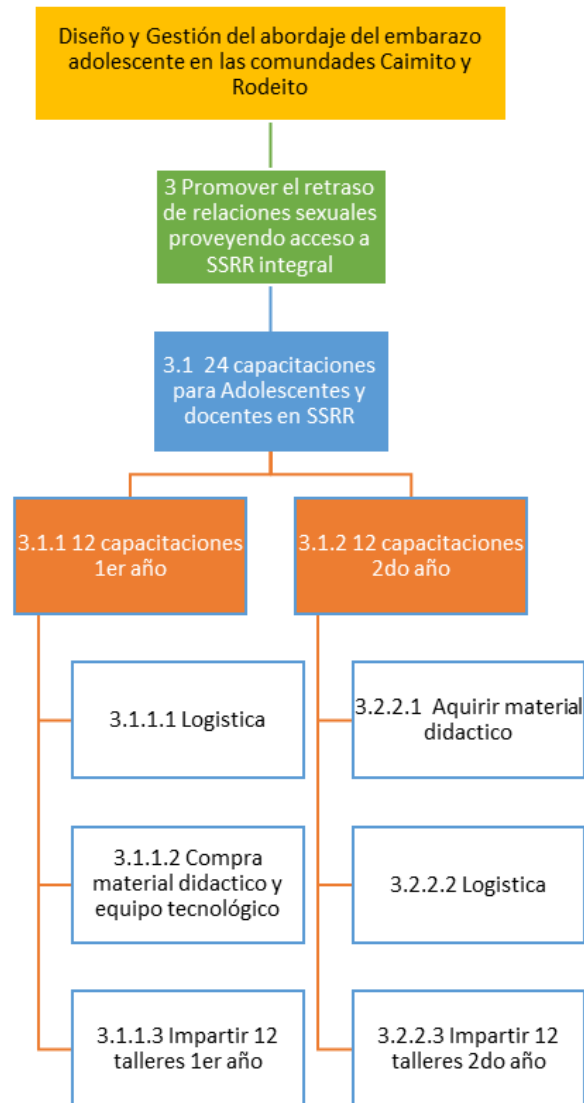 Diseño y Gestión del abordaje del embarazo
adolescente en las comundades Caimito y
Rodeito
3 Promover el retraso
de relaciones sexuales
proveyendo acceso a
SSRR integral
3.1 24 capacitaciones
para Adolescentes y
docentes en SSRR
3.1.1 12 capacitaciones
1er año
3.1.2 12 capacitaciones
2do año
3.1.1.1 Logistica
3.1.1.2 Compra
material didactico y
equipo tecnológico
3.1.1.3 Impartir 12
talleres 1er año
3.2.2.1 Aquirir material
didactico
3.2.2.2 Logistica
3.2.2.3 Impartir 12
talleres 2do año